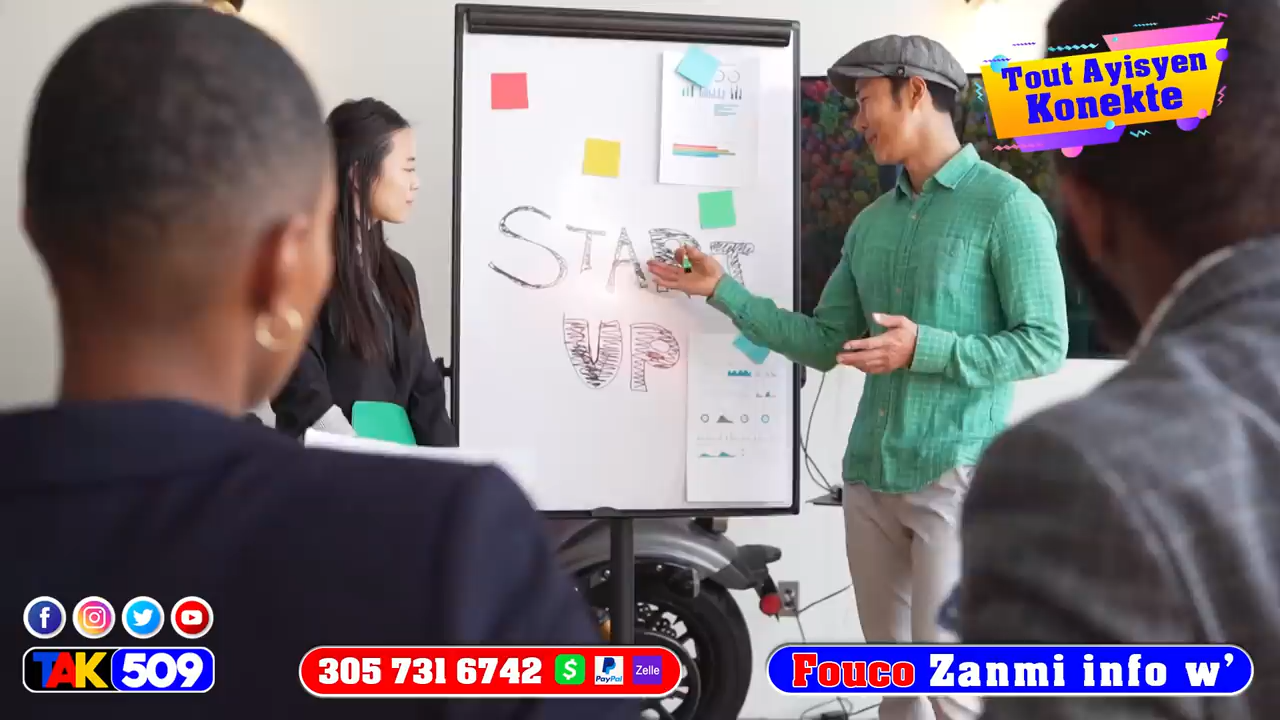 Tout Ayisyen
Konekte
START
UP
TAK 509
305 731 6742
PayPal
Zelle
Fouco Zanmi info w'